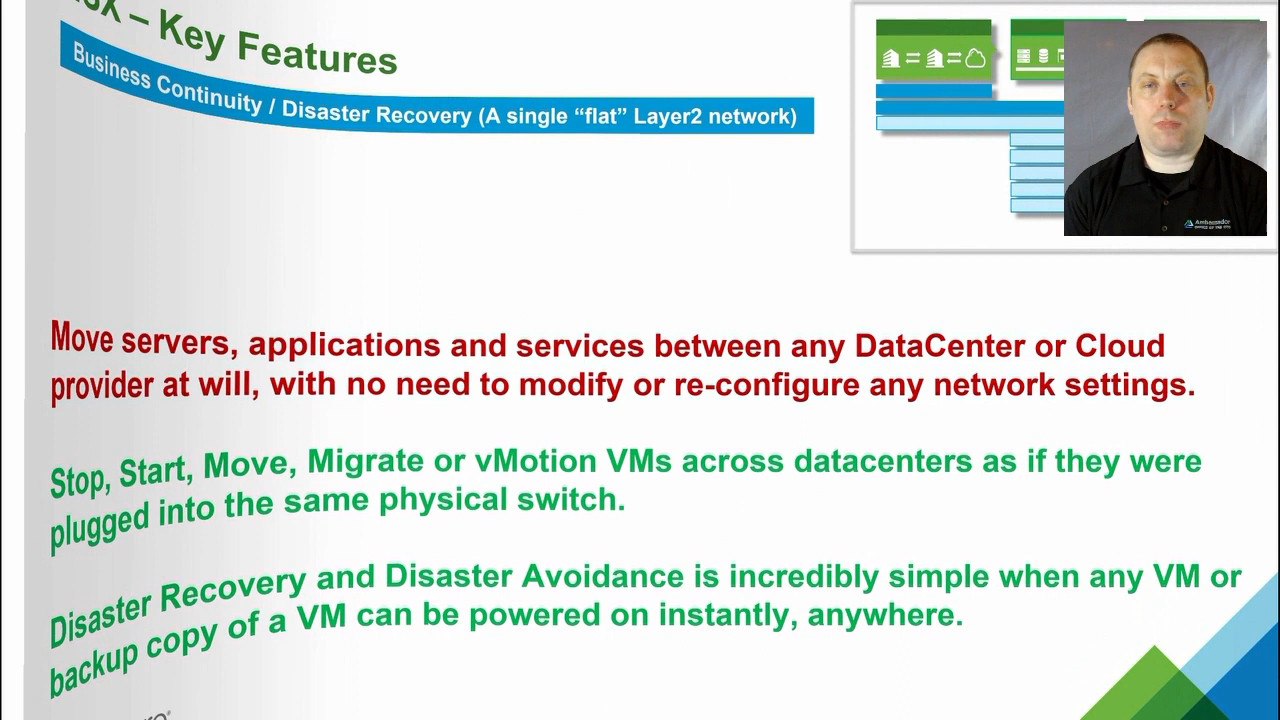 – Key Features
Business Continuity / Disaster Recovery (A single “flat” Layer2 network)
Move servers, applications and services between any DataCenter or Cloud
provider at will, with no need to modify or re-configure any network settings.
Stop, Start, Move, Migrate or vMotion VMs across datacenters as if they were
plugged into the same physical switch.
Disaster Recovery and Disaster Avoidance is incredibly simple when any VM or
backup copy of a VM can be powered on instantly, anywhere.
Ambassador